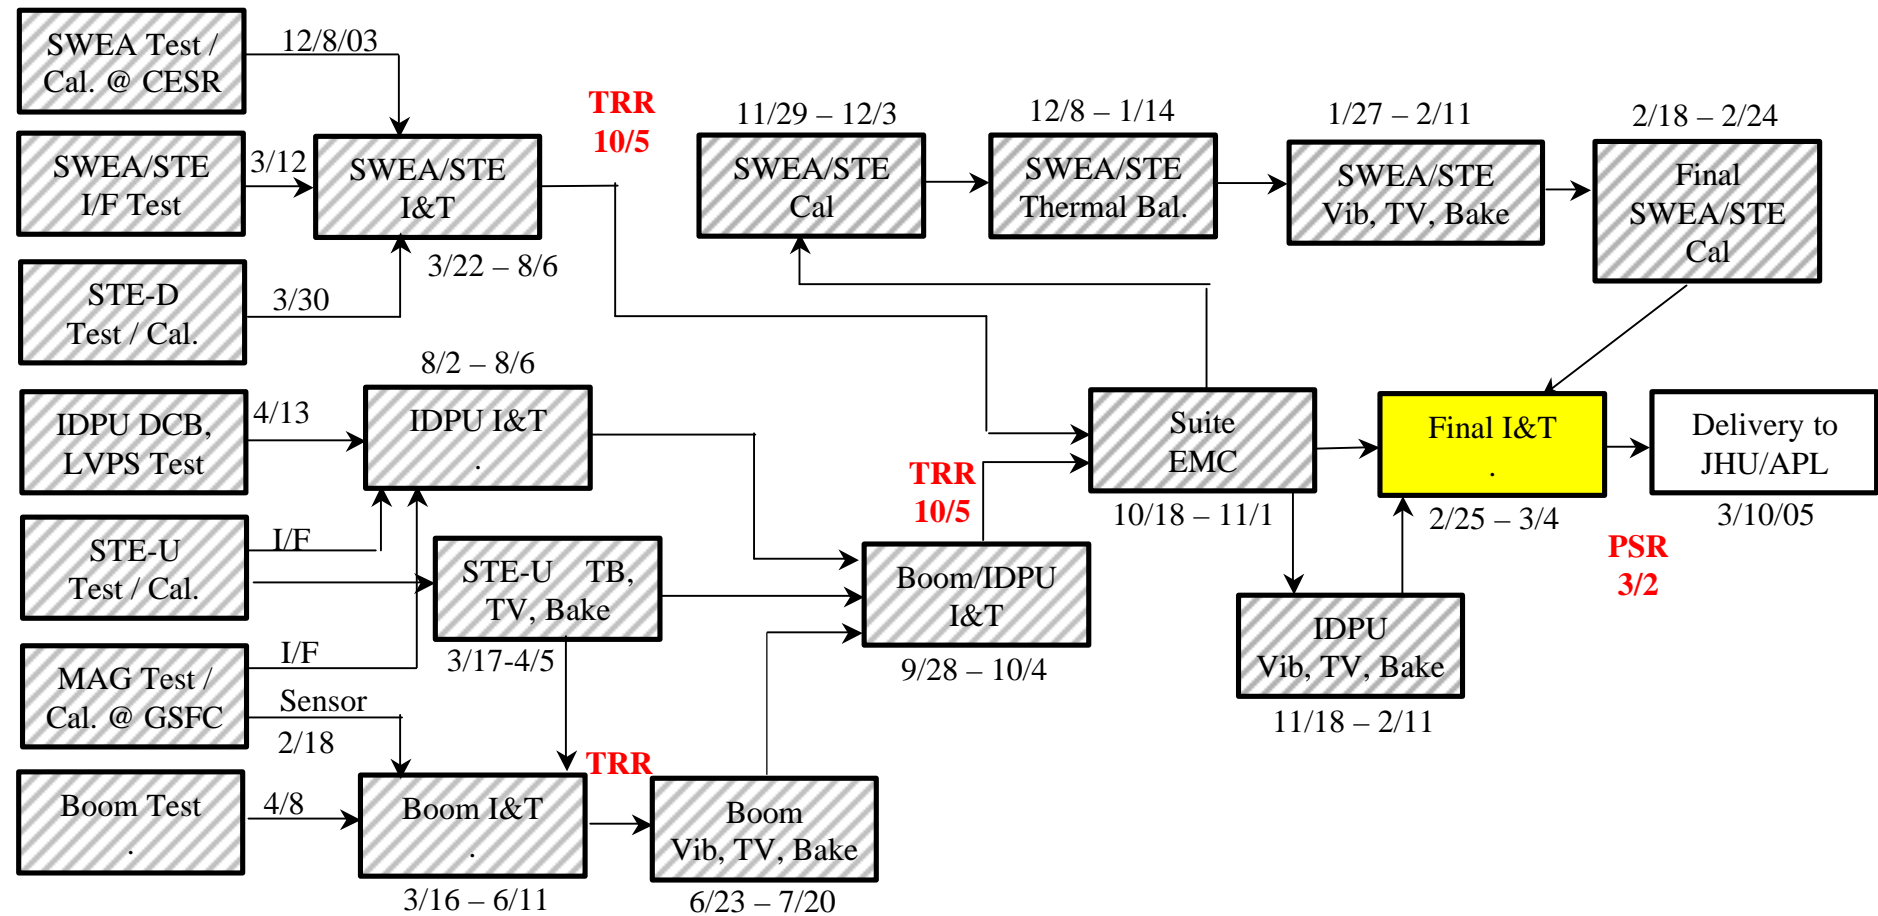 SWEA Test /
Cal. @ CESR
12/8/03
SWEA/STE
I/F Test
3/12
STE-D
Test / Cal.
3/30
SWEA/STE
I&T
3/22 – 8/6
TRR
10/5
11/29 – 12/3
SWEA/STE
Cal
12/8 – 1/14
SWEA/STE
Thermal Bal.
1/27 – 2/11
SWEA/STE
Vib, TV, Bake
2/18 – 2/24
Final
SWEA/STE
Cal
IDPU DCB,
LVPS Test
4/13
8/2 – 8/6
IDPU I&T
.
STE-U
Test / Cal.
I/F
STE-U TB,
TV, Bake
3/17-4/5
MAG Test /
Cal. @ GSFC
I/F
Sensor
2/18
Boom Test
.
4/8
Boom I&T
.
3/16 – 6/11
TRR
Boom
Vib, TV, Bake
6/23 – 7/20
Boom/IDPU
I&T
9/28 – 10/4
TRR
10/5
Suite
EMC
10/18 – 11/1
IDPU
Vib, TV, Bake
11/18 – 2/11
Final I&T
.
2/25 – 3/4
PSR
3/2
Delivery to
JHU/APL
3/10/05